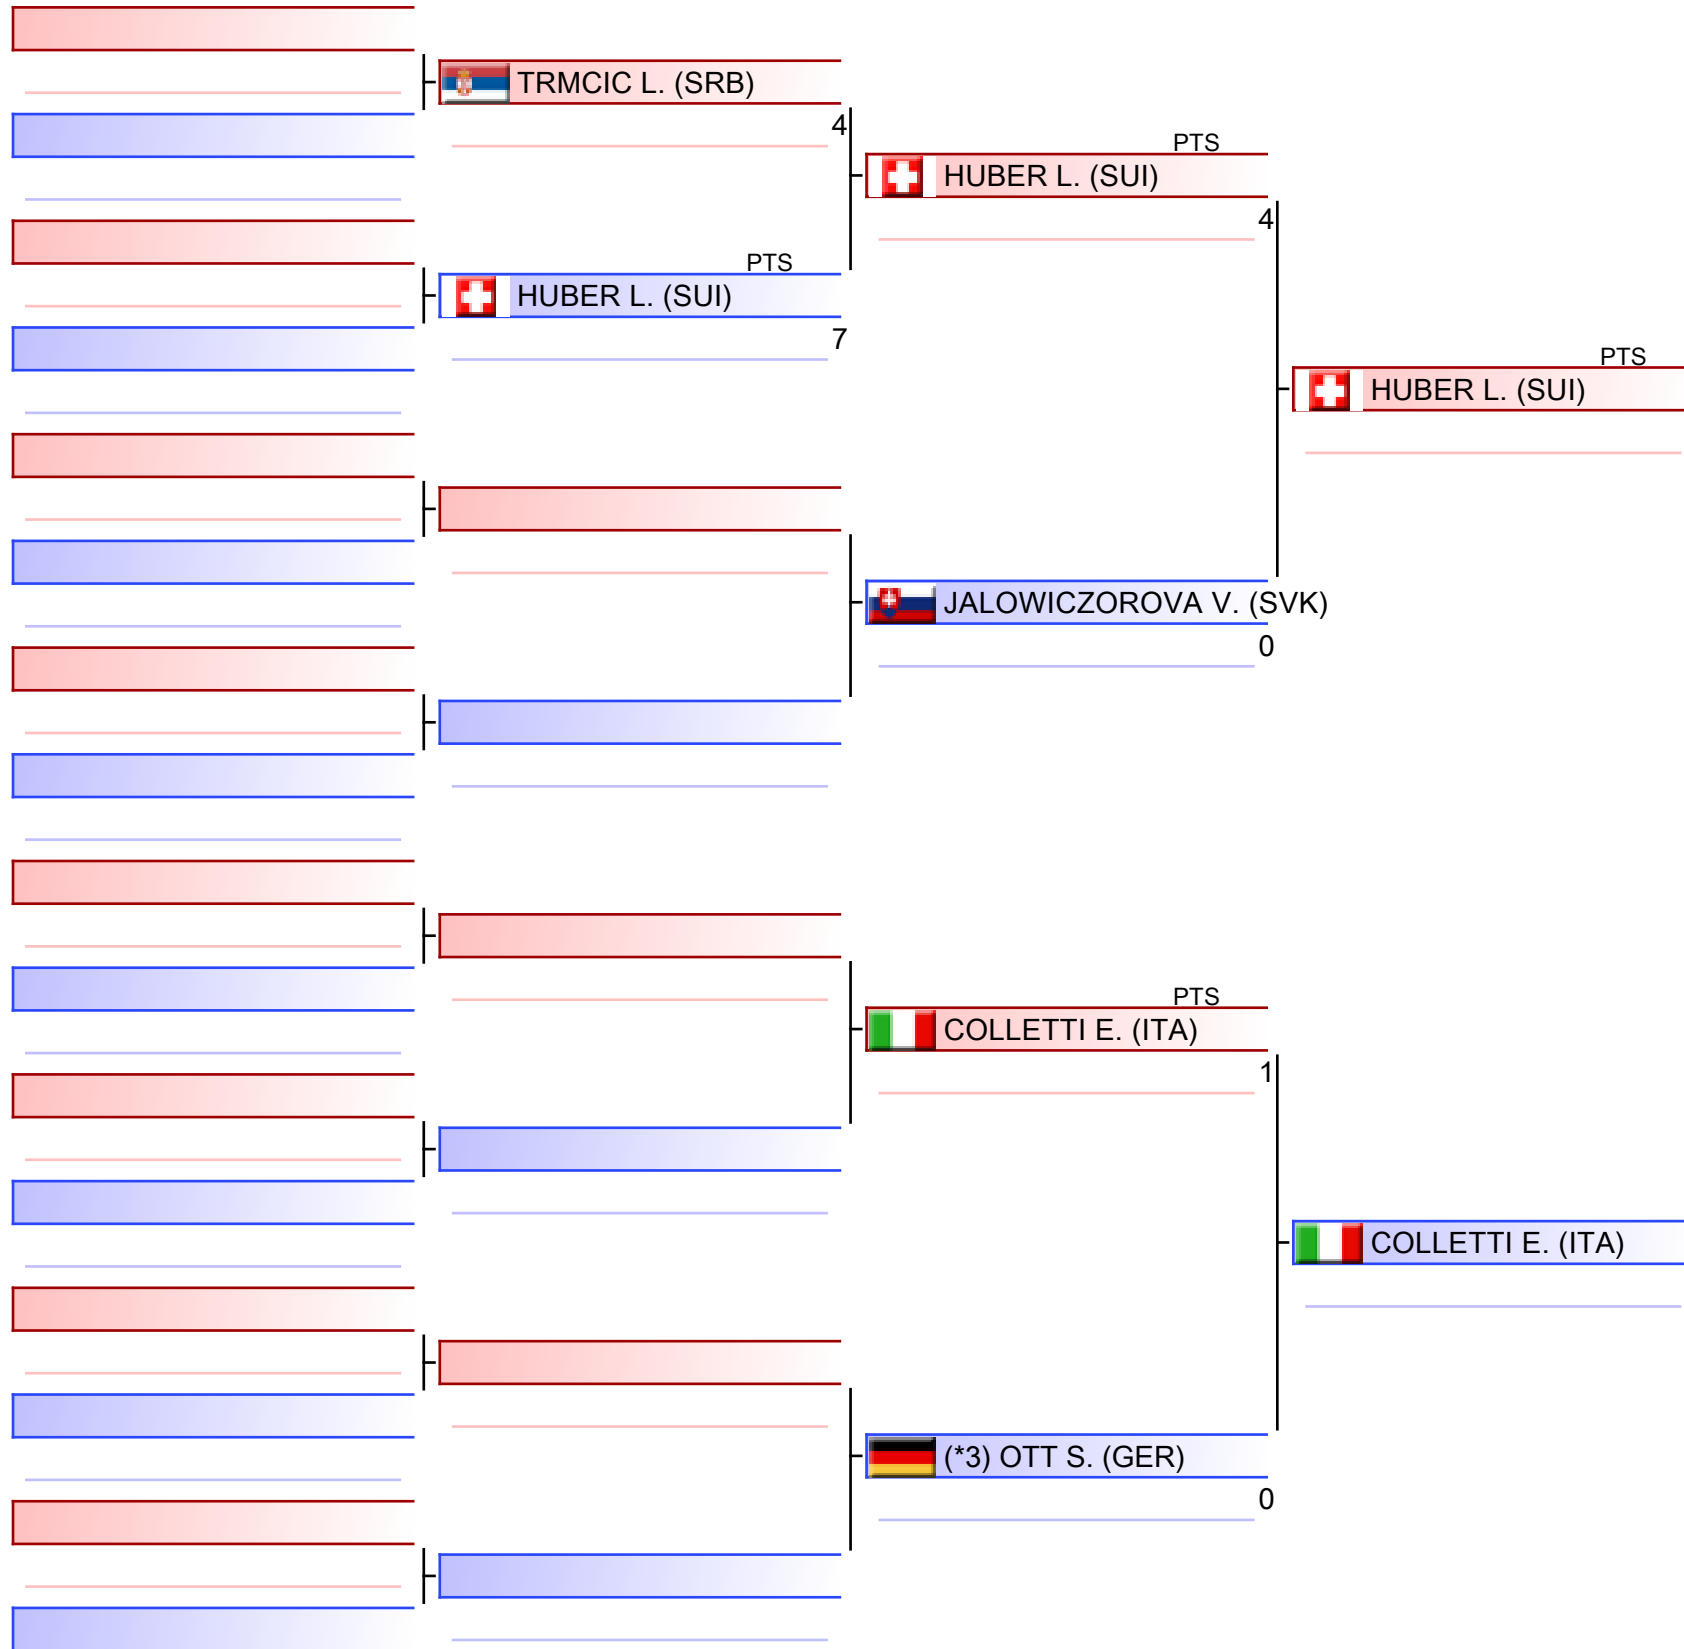 TRMCIC L. (SRB)
4
PTS
HUBER L. (SUI)
4
PTS
HUBER L. (SUI)
7
PTS
HUBER L. (SUI)
JALOWICZOROVA V. (SVK)
0
PTS
COLLETTI E. (ITA)
1
COLLETTI E. (ITA)
(*3) OTT S. (GER)
0